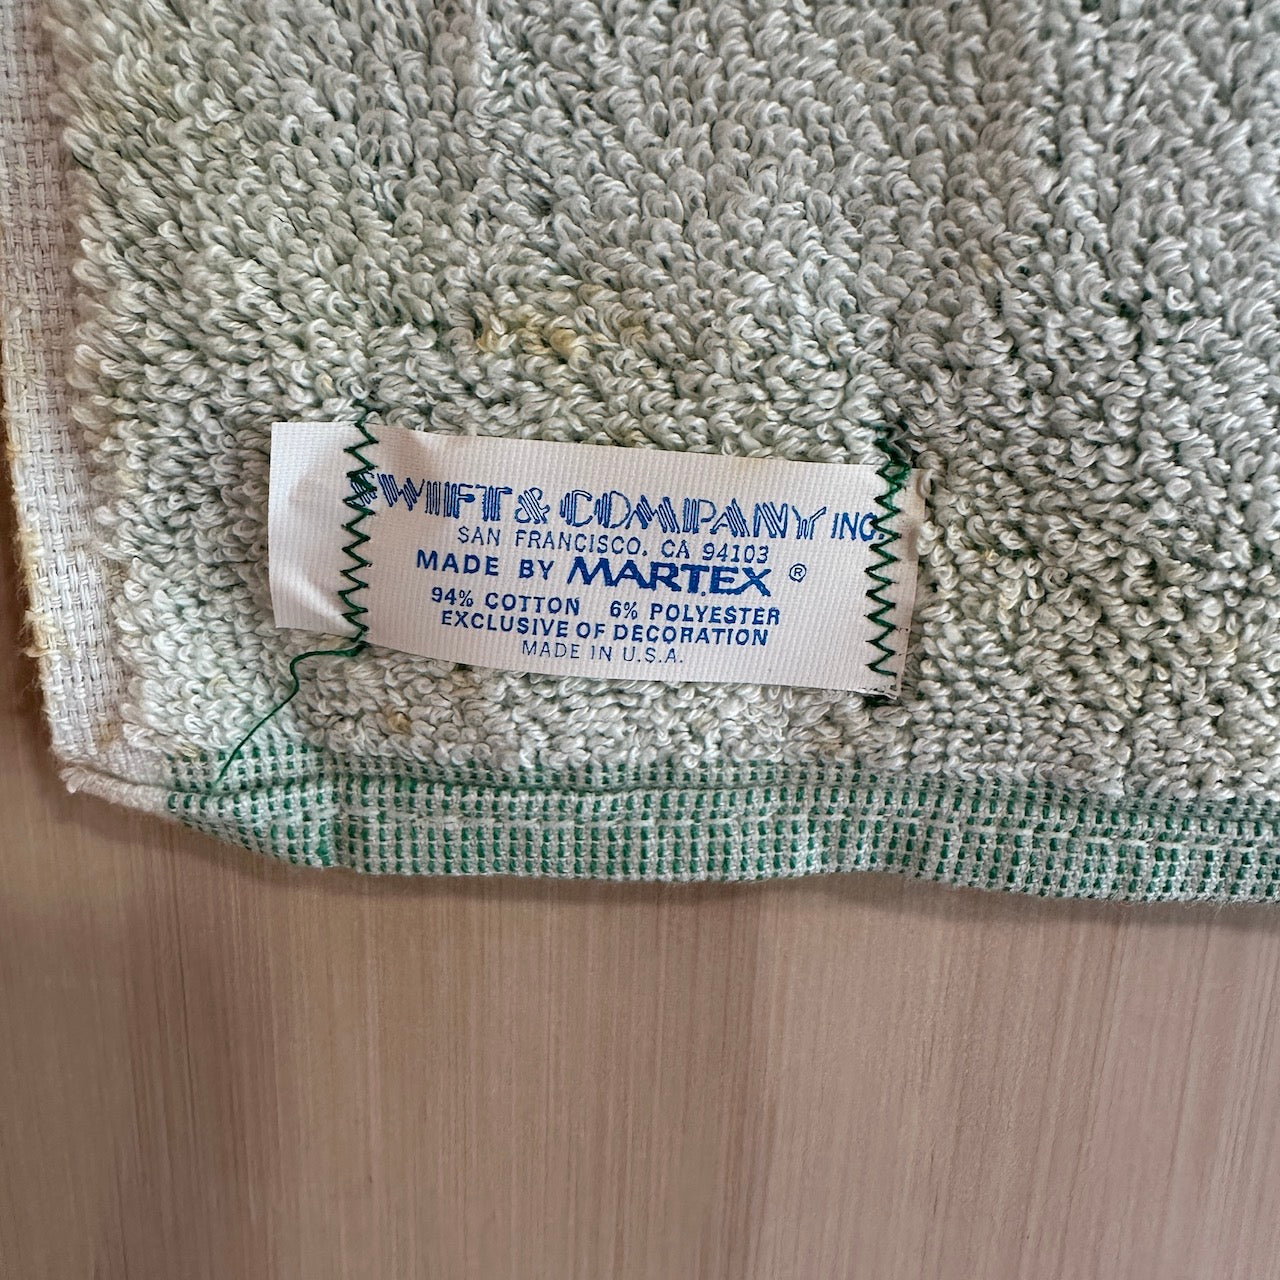 SWIFT & COMPANY INC.
SAN FRANCISCO, CA 94103
MADE BY MARTEX ®
94% COTTON 6% POLYESTER
EXCLUSIVE OF DECORATION
MADE IN U.S.A.